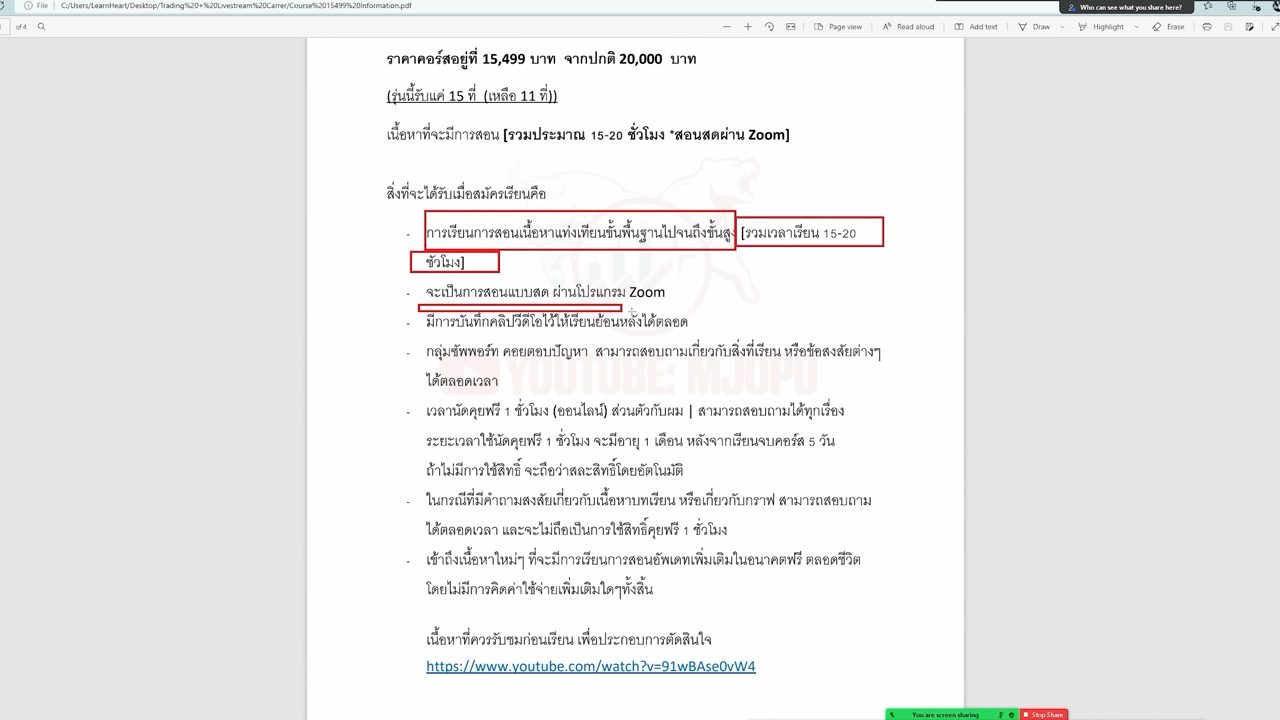 File
C:/Users/LearnHeart/Desktop/Trading%20+%20Livestream%20Carrer/Course%2015499%20Information.pdf
Who can see what you share here?
of 4
Page view
Read aloud
Add text
Draw
Highlight
Erase
ราคาคอร์สอยู่ที่ 15,499 บาท จากปกติ 20,000 บาท
(รุ่นนี้รับแค่ 15 ที่ (เหลือ 11 ที่))
เนื้อหาที่จะมีการสอน [รวมประมาณ 15-20 ชั่วโมง *สอนสดผ่าน Zoom]
สิ่งที่จะได้รับเมื่อสมัครเรียนคือ
- การเรียนการสอนเนื้อหาแท่งเทียนขั้นพื้นฐานไปจนถึงขั้นสูง [รวมเวลาเรียน 15-20
ชั่วโมง]
- จะเป็นการสอนแบบสด ผ่านโปรแกรม Zoom
- มีการบันทึกคลิปวีดีโอไว้ให้เรียนย้อนหลังได้ตลอด
- กลุ่มซัพพอร์ท คอยตอบปัญหา สามารถสอบถามเกี่ยวกับสิ่งที่เรียน หรือข้อสงสัยต่างๆ
ได้ตลอดเวลา
YOUTUBE: MJOPU
- เวลานัดคุยฟรี 1 ชั่วโมง (ออนไลน์) ส่วนตัวกับผม | สามารถสอบถามได้ทุกเรื่อง
ระยะเวลาใช้นัดคุยฟรี 1 ชั่วโมง จะมีอายุ 1 เดือน หลังจากเรียนจบคอร์ส 5 วัน
ถ้าไม่มีการใช้สิทธิ์ จะถือว่าสละสิทธิ์โดยอัตโนมัติ
- ในกรณีที่มีคำถามสงสัยเกี่ยวกับเนื้อหาบทเรียน หรือเกี่ยวกับกราฟ สามารถสอบถาม
ได้ตลอดเวลา และจะไม่ถือเป็นการใช้สิทธิ์คุยฟรี 1 ชั่วโมง
- เข้าถึงเนื้อหาใหม่ๆ ที่จะมีการเรียนการสอนอัพเดทเพิ่มเติมในอนาคตฟรี ตลอดชีวิต
โดยไม่มีการคิดค่าใช้จ่ายเพิ่มเติมใดๆทั้งสิ้น
เนื้อหาที่ควรรับชมก่อนเรียน เพื่อประกอบการตัดสินใจ
https://www.youtube.com/watch?v=91wBAse0vW4
You are screen sharing
Stop Share